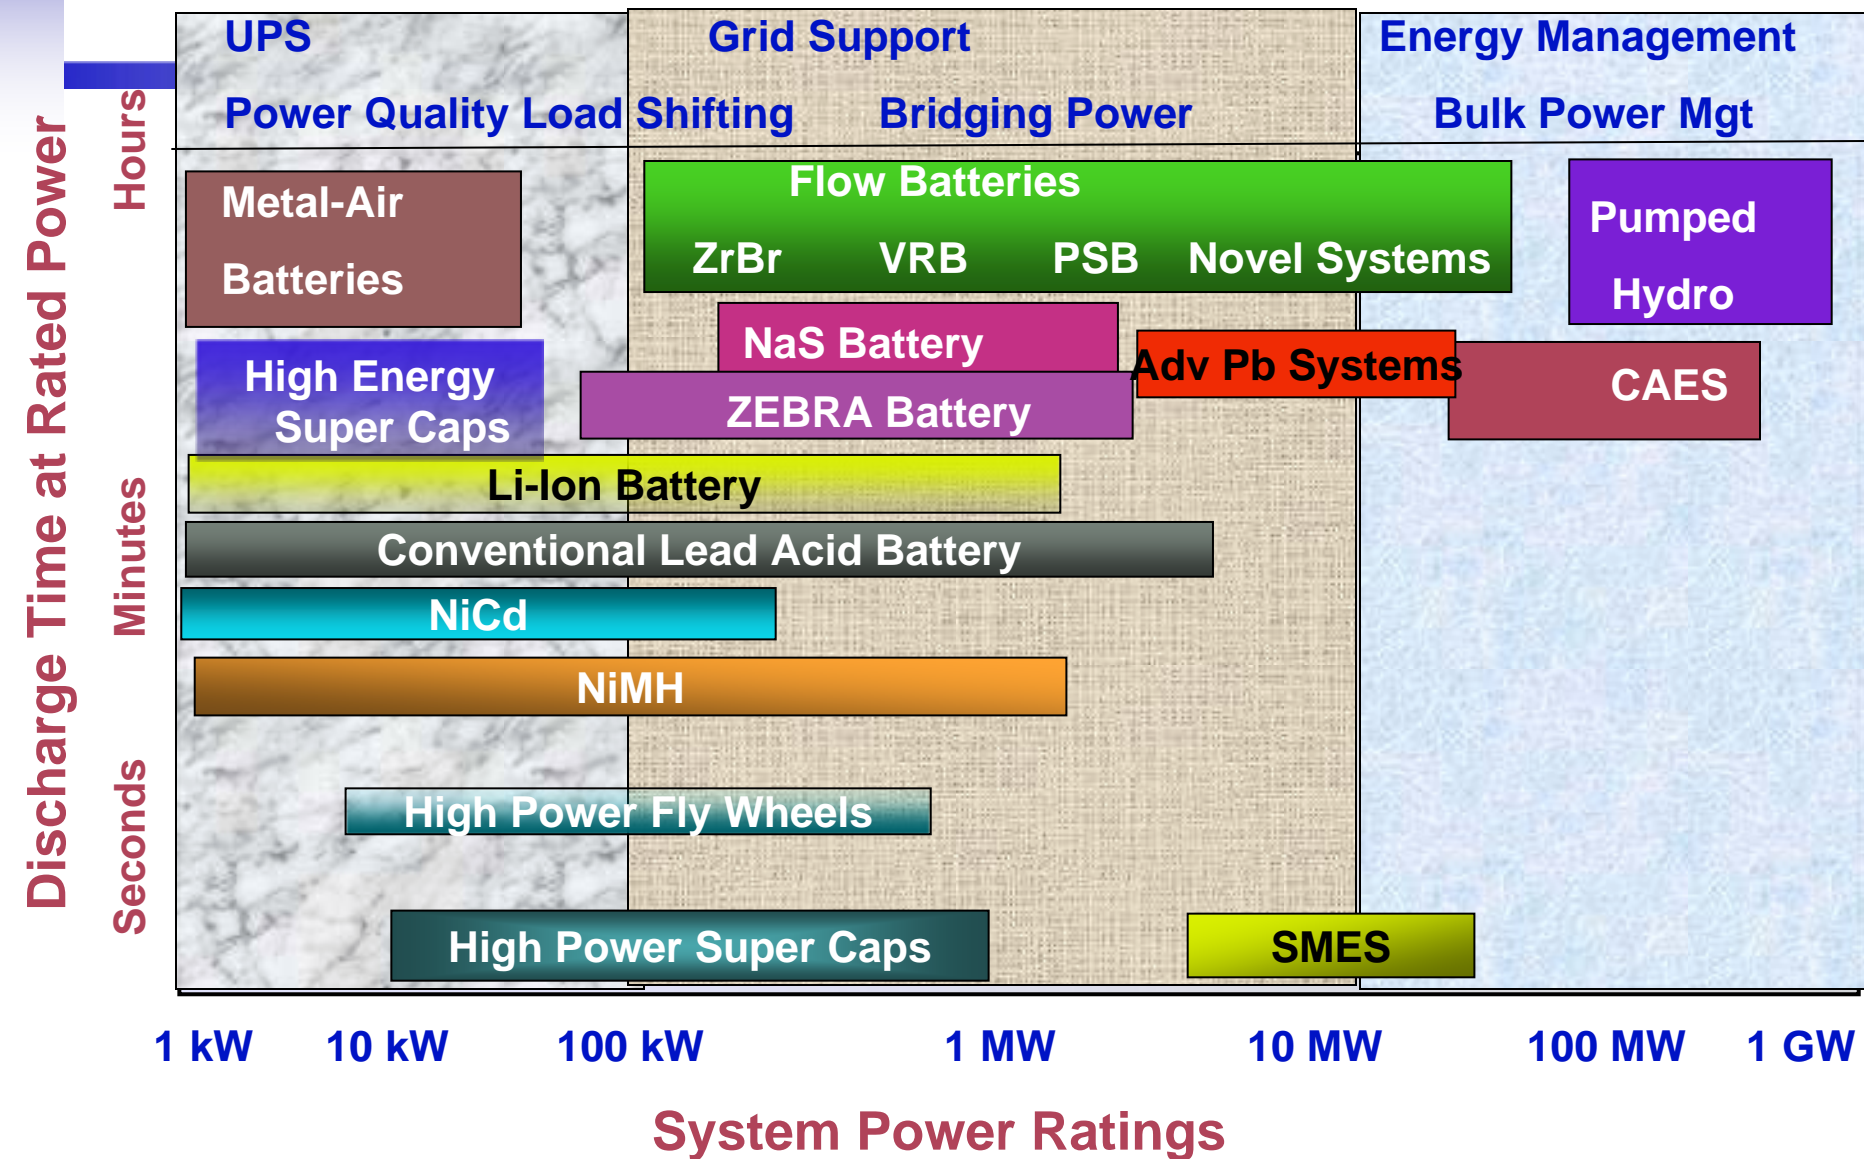 UPS
Grid Support
Energy Management
Power Quality Load Shifting
Bridging Power
Bulk Power Mgt
Discharge Time at Rated Power
Hours
Minutes
Seconds
Metal-Air
Batteries
Flow Batteries
ZrBr
VRB
PSB
Novel Systems
Pumped
Hydro
NaS Battery
Adv Pb Systems
CAES
High Energy
Super Caps
ZEBRA Battery
Li-Ion Battery
Conventional Lead Acid Battery
NiCd
NiMH
High Power Fly Wheels
High Power Super Caps
SMES
1 kW
10 kW
100 kW
1 MW
10 MW
100 MW
1 GW
System Power Ratings